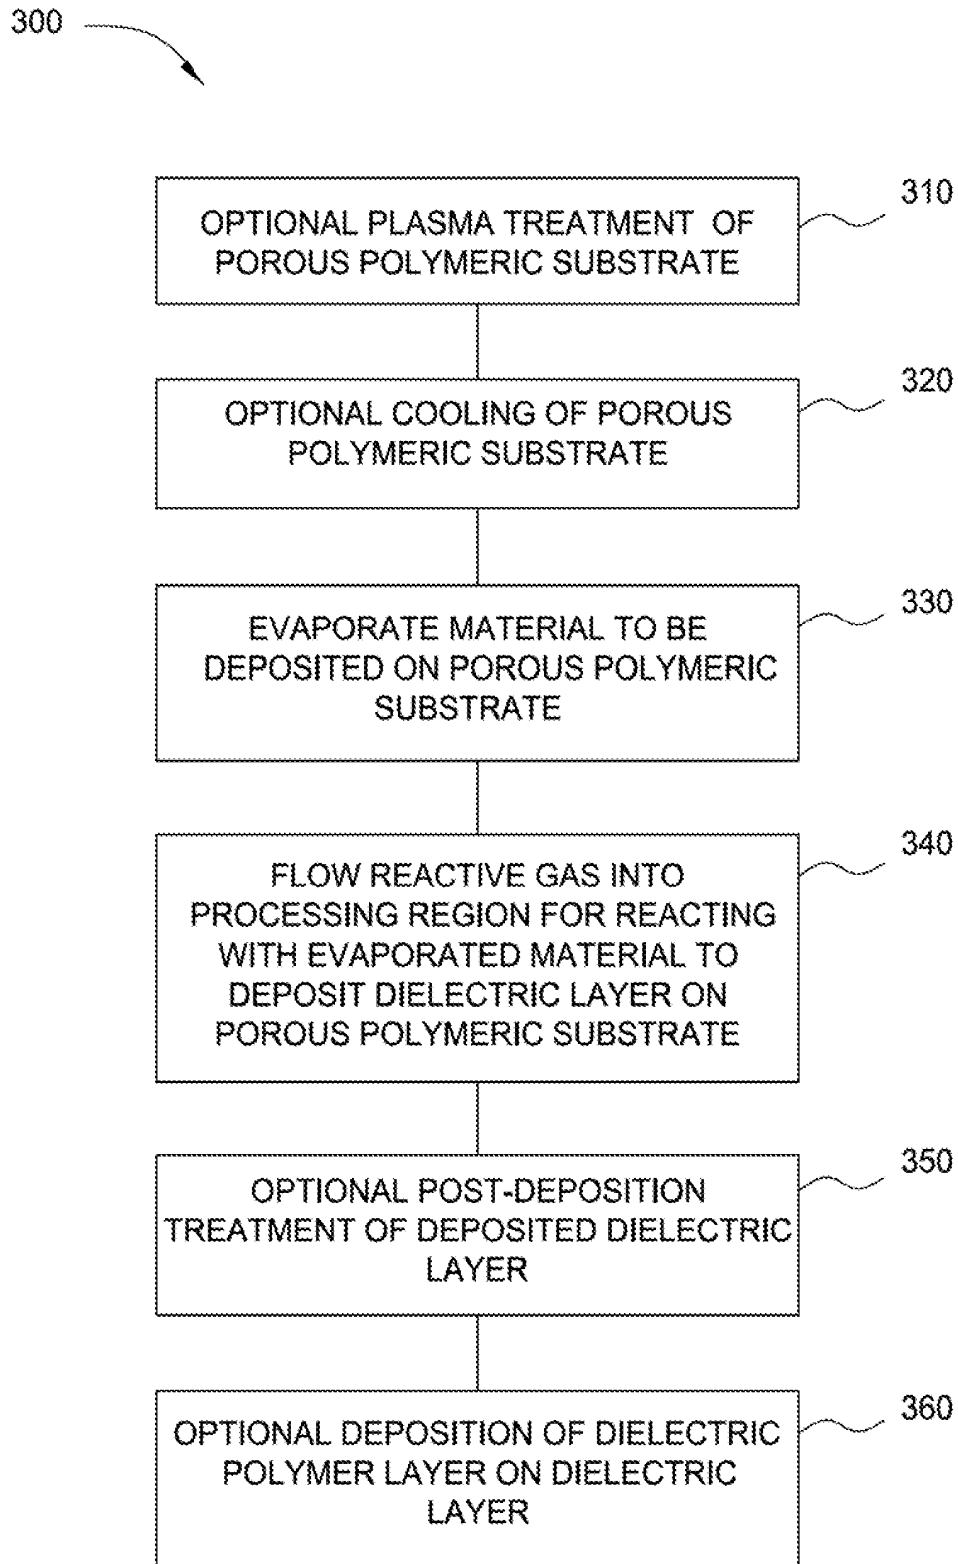 300
310
OPTIONAL PLASMA TREATMENT OF
POROUS POLYMERIC SUBSTRATE
320
OPTIONAL COOLING OF POROUS
POLYMERIC SUBSTRATE
330
EVAPORATE MATERIAL TO BE
DEPOSITED ON POROUS POLYMERIC
SUBSTRATE
340
FLOW REACTIVE GAS INTO
PROCESSING REGION FOR REACTING
WITH EVAPORATED MATERIAL TO
DEPOSIT DIELECTRIC LAYER ON
POROUS POLYMERIC SUBSTRATE
350
OPTIONAL POST-DEPOSITION
TREATMENT OF DEPOSITED DIELECTRIC
LAYER
360
OPTIONAL DEPOSITION OF DIELECTRIC
POLYMER LAYER ON DIELECTRIC
LAYER